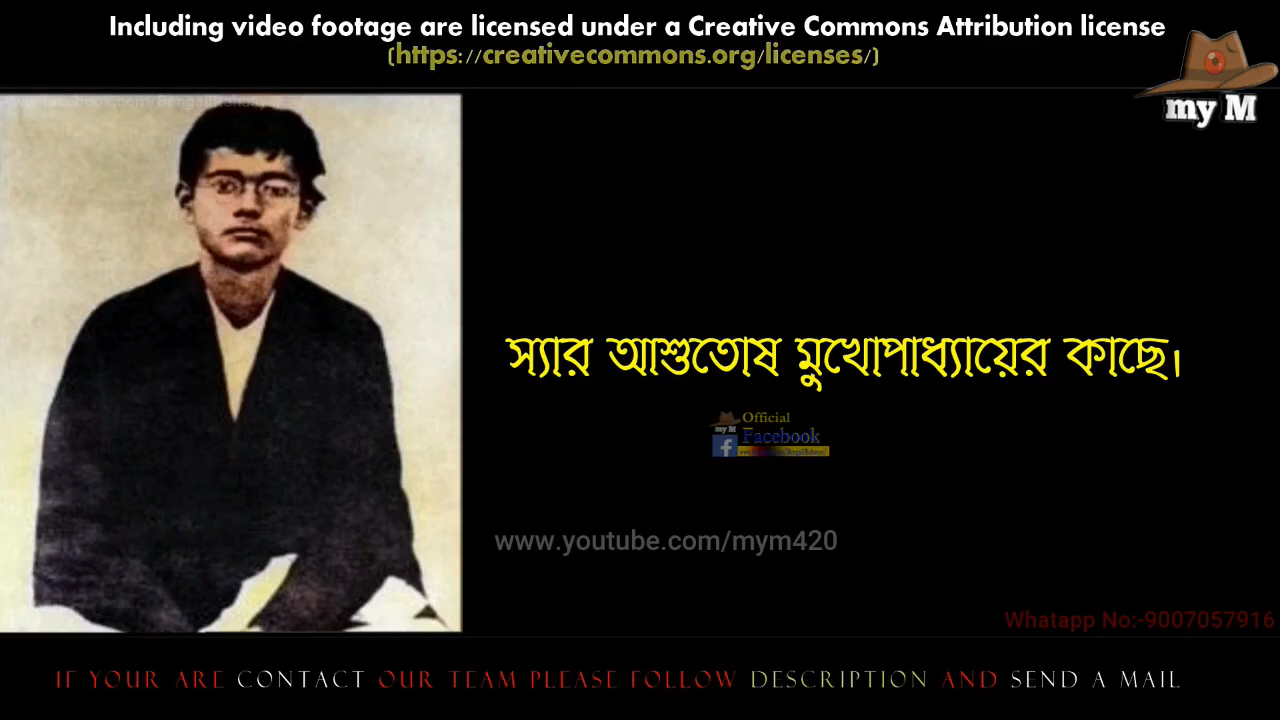 Including video footage are licensed under a Creative Commons Attribution license
(https://creativecommons.org/licenses/)
my M
স্যার আশুতোষ মুখোপাধ্যায়ের কাছে।
Official
my M
Facebook
www.youtube.com/mym420
Whatapp No:-9007057916
IF YOUR ARE CONTACT OUR TEAM PLEASE FOLLOW DESCRIPTION AND SEND A MAIL